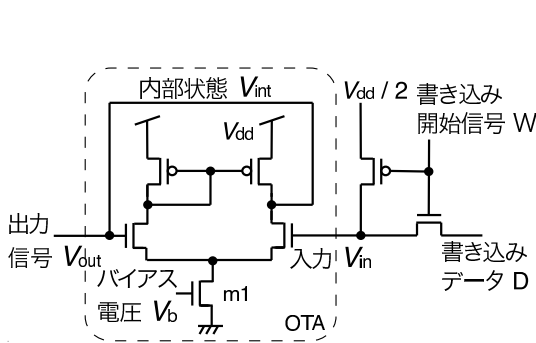 内部状態 Vint
Vdd
Vdd / 2
書き込み
開始信号 W
出力
信号 Vout
入力 Vin
書き込み
データ D
バイアス
電圧 Vb
m1
OTA